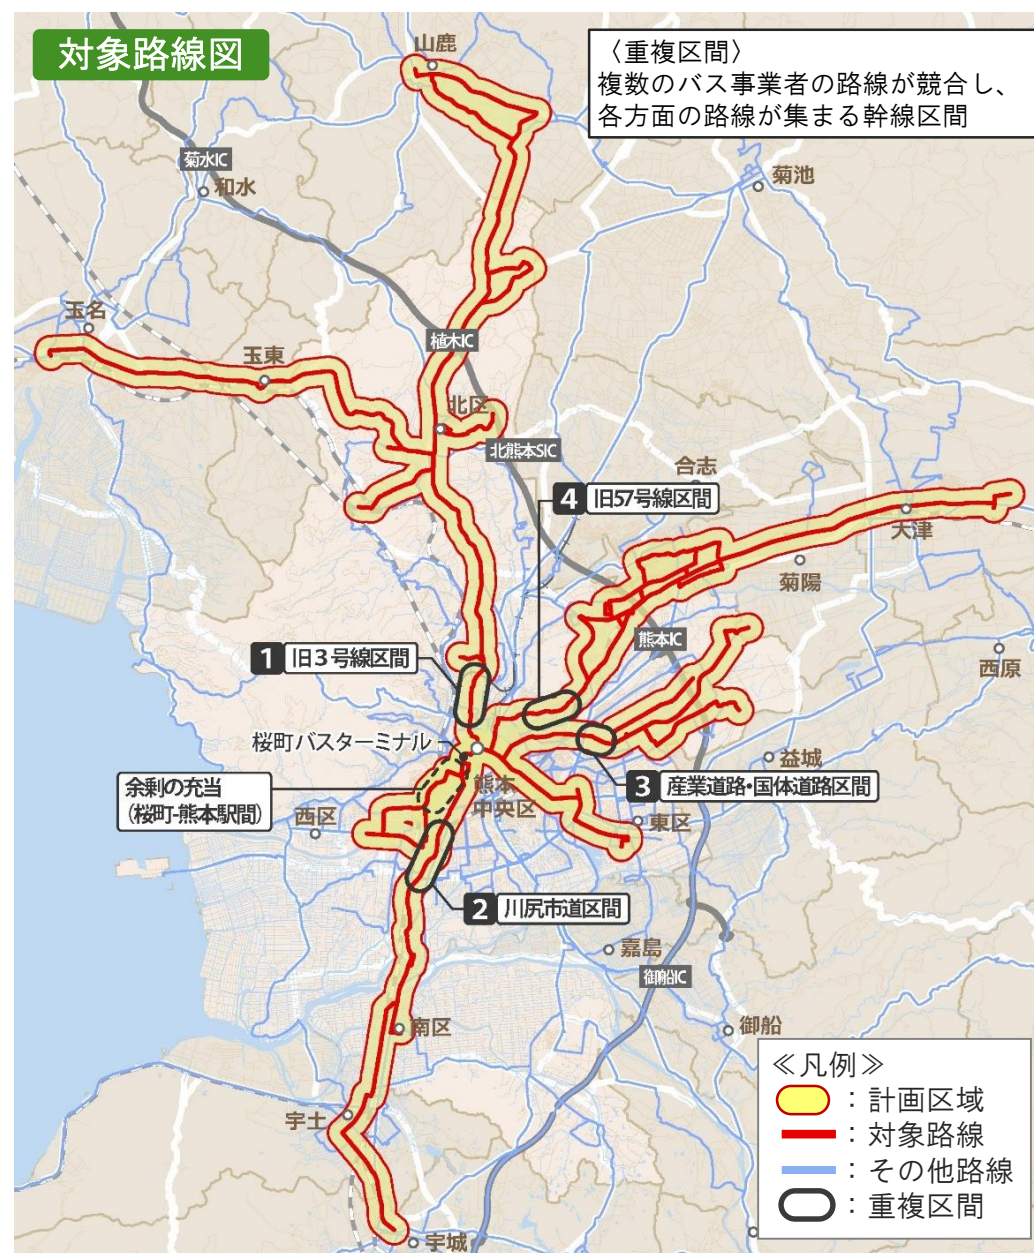 対象路線図
〈重複区間〉
複数のバス事業者の路線が競合し、
各方面の路線が集まる幹線区間
山鹿
菊水IC
和水
菊池
玉名
植木IC
玉東
北区
北熊本SIC
合志
4 旧57号線区間
大津
菊陽
熊本IC
1 旧3号線区間
西原
桜町バスターミナル
益城
余剰の充当
(桜町-熊本駅間)
熊本
中央区
3 産業道路・国体道路区間
西区
東区
2 川尻市道区間
嘉島
御船IC
南区
御船
宇土
宇城
≪凡例≫
：計画区域
：対象路線
：その他路線
：重複区間